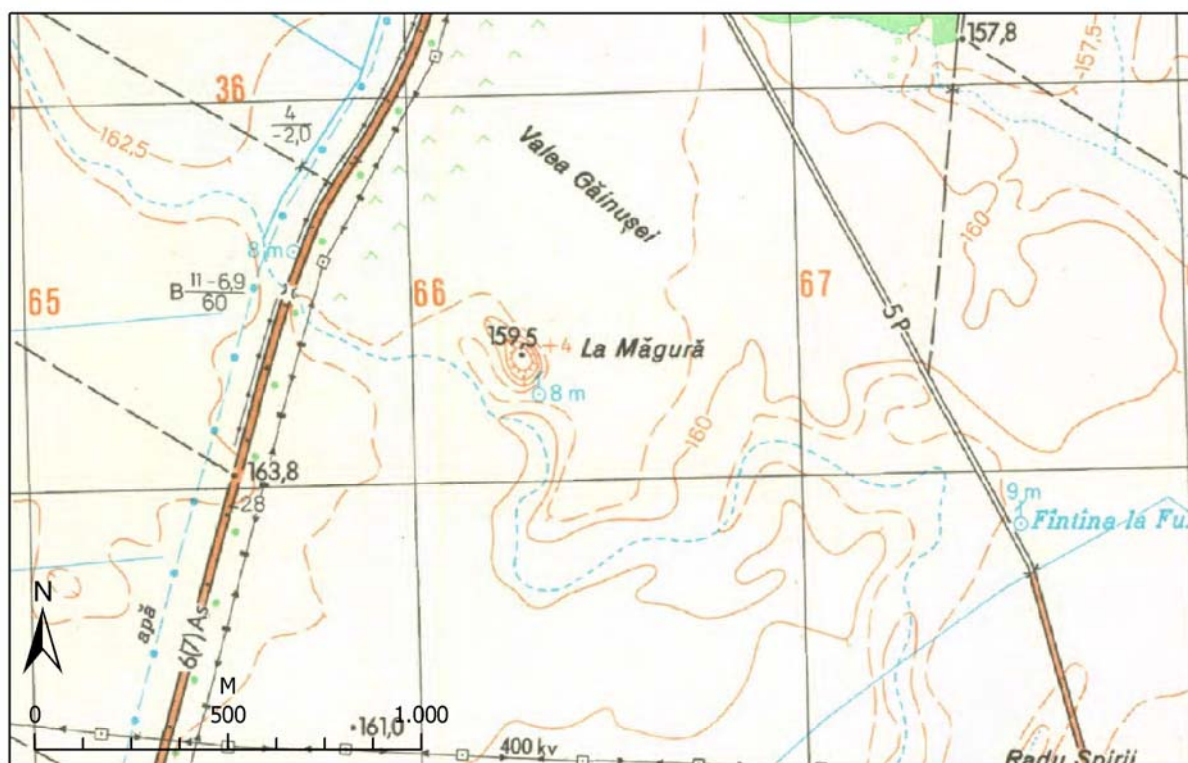 157,8
-157,5
36
4
-2,0
162,5
Valea Găinușei
160
8 m
B 11-6,9
60
65
66
67
5 P
159,5
+4
La Măgură
8 m
160
163,8
-28
9 m
Fîntîna la
N
apă
6(7) As
M
0 500 1.000
161,0
400 kv
Radu Spirii